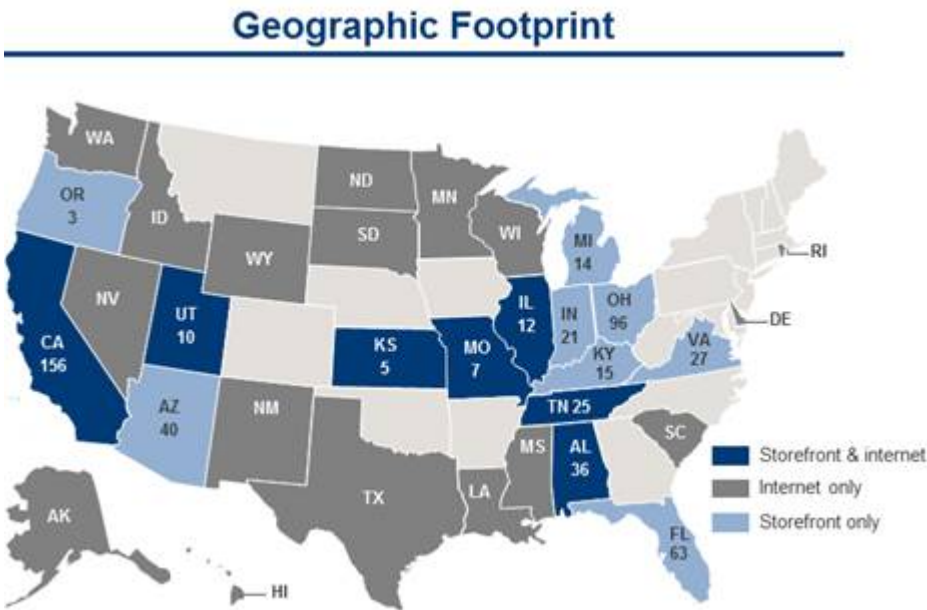 Geographic Footprint
WA
OR
3
ID
ND
MN
SD
WI
WY
MI
14
RI
NV
UT
10
CA
156
IL
12
IN
21
OH
96
DE
KS
5
MO
7
KY
15
VA
27
AZ
40
NM
TN 25
MS
AL
36
SC
TX
LA
AK
HI
FL
63
Storefront & internet
Internet only
Storefront only